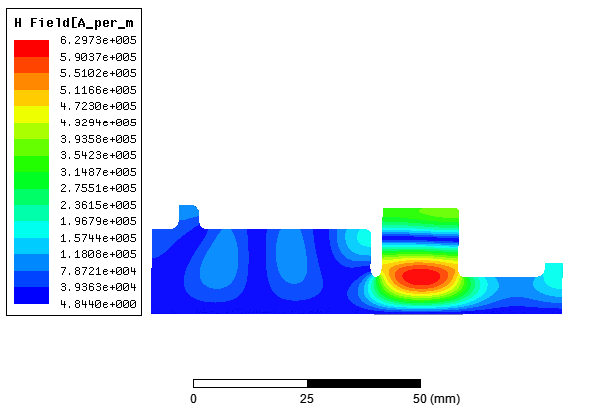 H Field[A_per_m
6.2973e+005
5.9037e+005
5.5102e+005
5.1166e+005
4.7230e+005
4.3294e+005
3.9358e+005
3.5423e+005
3.1487e+005
2.7551e+005
2.3615e+005
1.9679e+005
1.5744e+005
1.1808e+005
7.8721e+004
3.9363e+004
4.8440e+000
0 25 50 (mm)